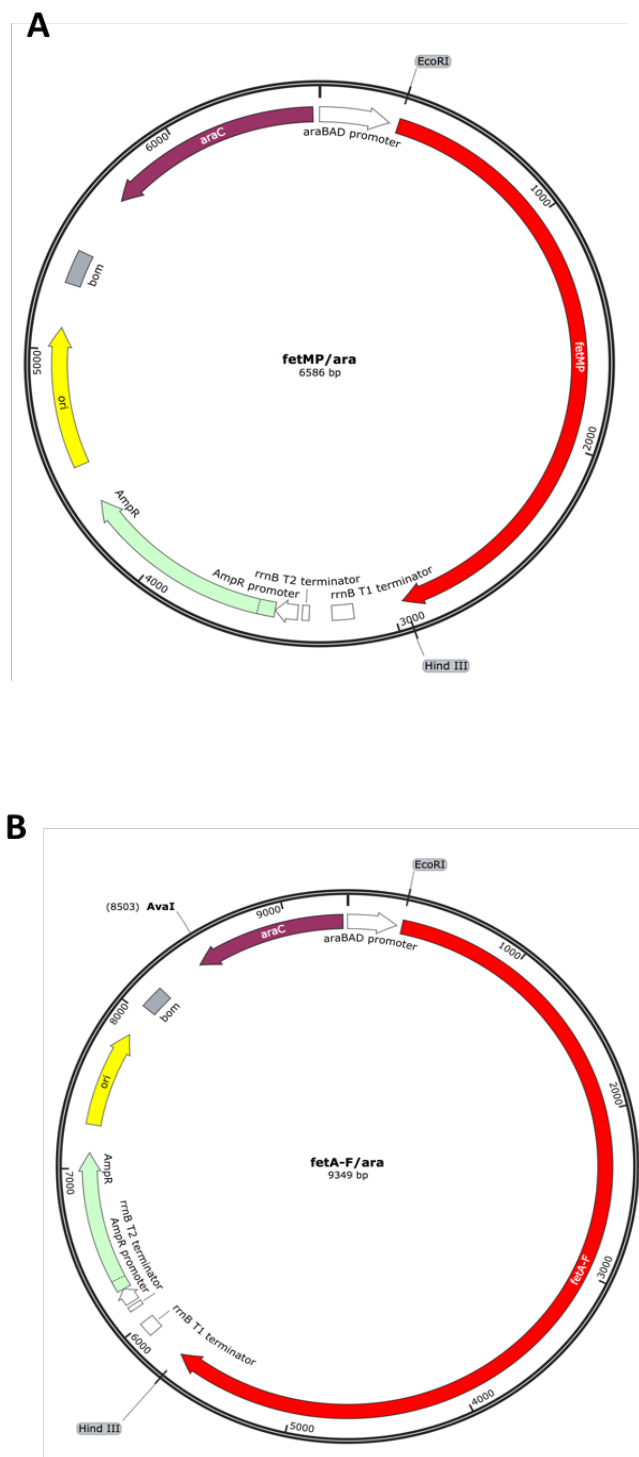 A
EcoRI
6000
araC
araBAD promoter
1000
bom
fetMP/ara
6586 bp
fetMP
5000
ori
2000
AmpR
rrnB T2 terminator
AmpR promoter
rrnB T1 terminator
4000
3000
Hind III
B
EcoRI
(8503) AvaI
9000
araC
araBAD promoter
1000
8000
bom
2000
ori
fetA-F/ara
9349 bp
7000
AmpR
rrnB T2 terminator
AmpR promoter
fetA-F
3000
rrnB T1 terminator
6000
4000
Hind III
5000